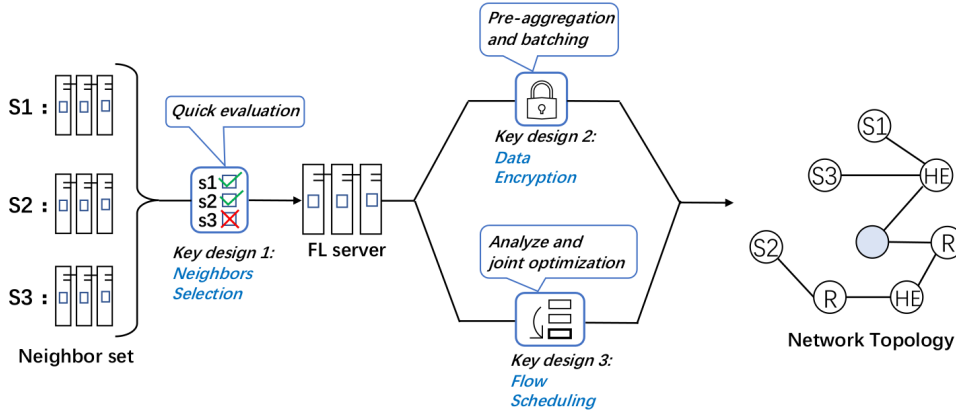 S1 :
S2 :
S3 :
Neighbor set
Quick evaluation
s1
s2
s3
Key design 1:
Neighbors
Selection
FL server
Pre-aggregation
and batching
Key design 2:
Data
Encryption
Analyze and
joint optimization
Key design 3:
Flow
Scheduling
S1
S3
HE
S2
R
R
HE
Network Topology